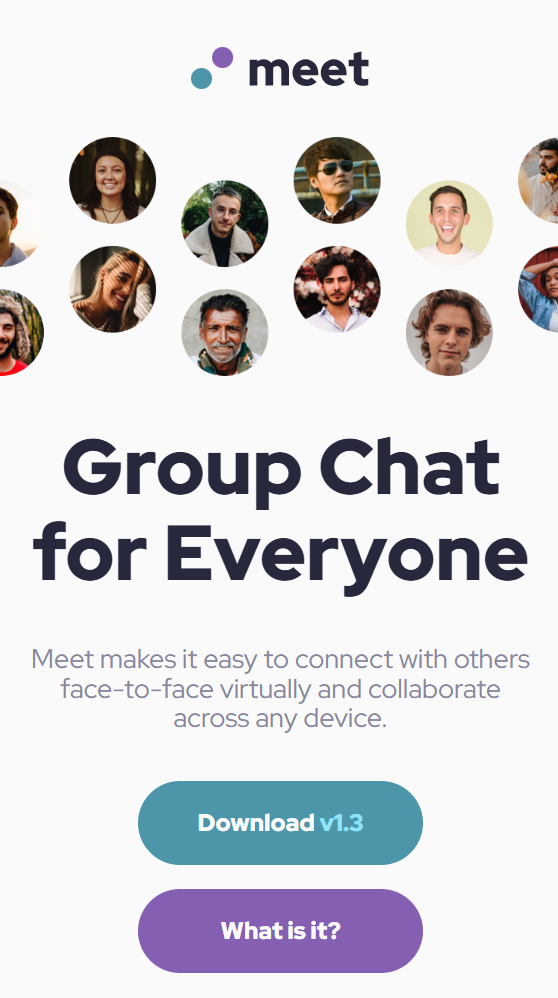 meet
Group Chat
for Everyone
Meet makes it easy to connect with others
face-to-face virtually and collaborate
across any device.
Download v1.3
What is it?